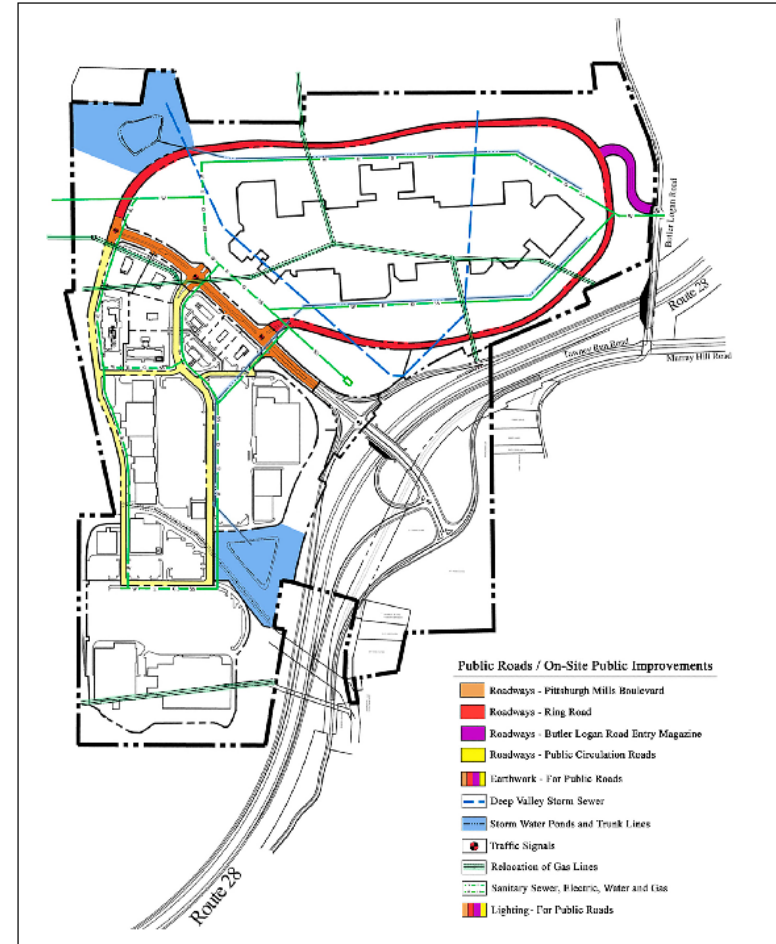 Butler Logan Road
Route 28
Tawney Run Road
Murray Hill Road
Public Roads / On-Site Public Improvements
Roadways - Pittsburgh Mills Boulevard
Roadways - Ring Road
Roadways - Butler Logan Road Entry Magazine
Roadways - Public Circulation Roads
Earthwork - For Public Roads
Deep Valley Storm Sewer
Storm Water Ponds and Trunk Lines
Traffic Signals
Relocation of Gas Lines
Sanitary Sewer, Electric, Water and Gas
Lighting - For Public Roads
Route 28